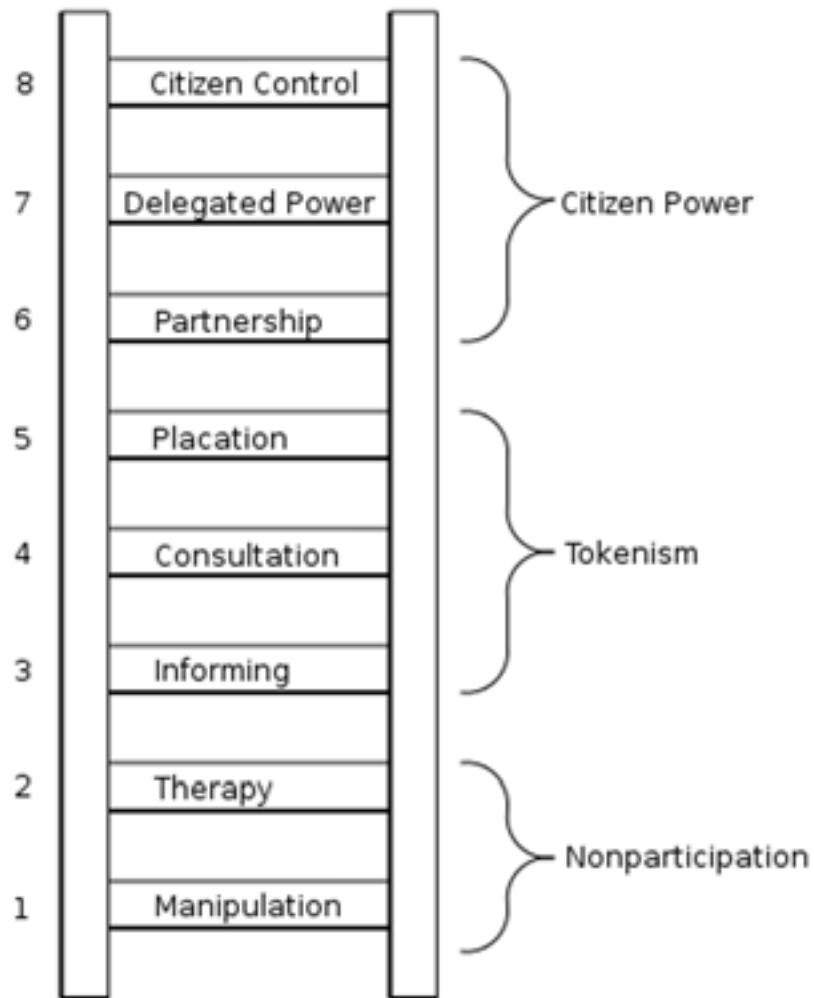 8 Citizen Control
7 Delegated Power
Citizen Power
6 Partnership
5 Placation
4 Consultation
Tokenism
3 Informing
2 Therapy
Nonparticipation
1 Manipulation